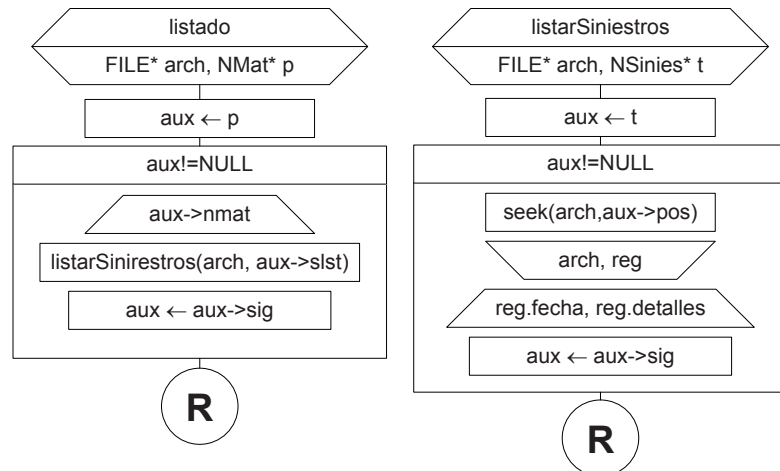 listado
FILE* arch, NMat* p
aux ← p
aux!=NULL
aux->nmat
listarSinirestros(arch, aux->slst)
aux ← aux->sig
R
listarSiniestros
FILE* arch, NSinies* t
aux ← t
aux!=NULL
seek(arch,aux->pos)
arch, reg
reg.fecha, reg.detalles
aux ← aux->sig
R